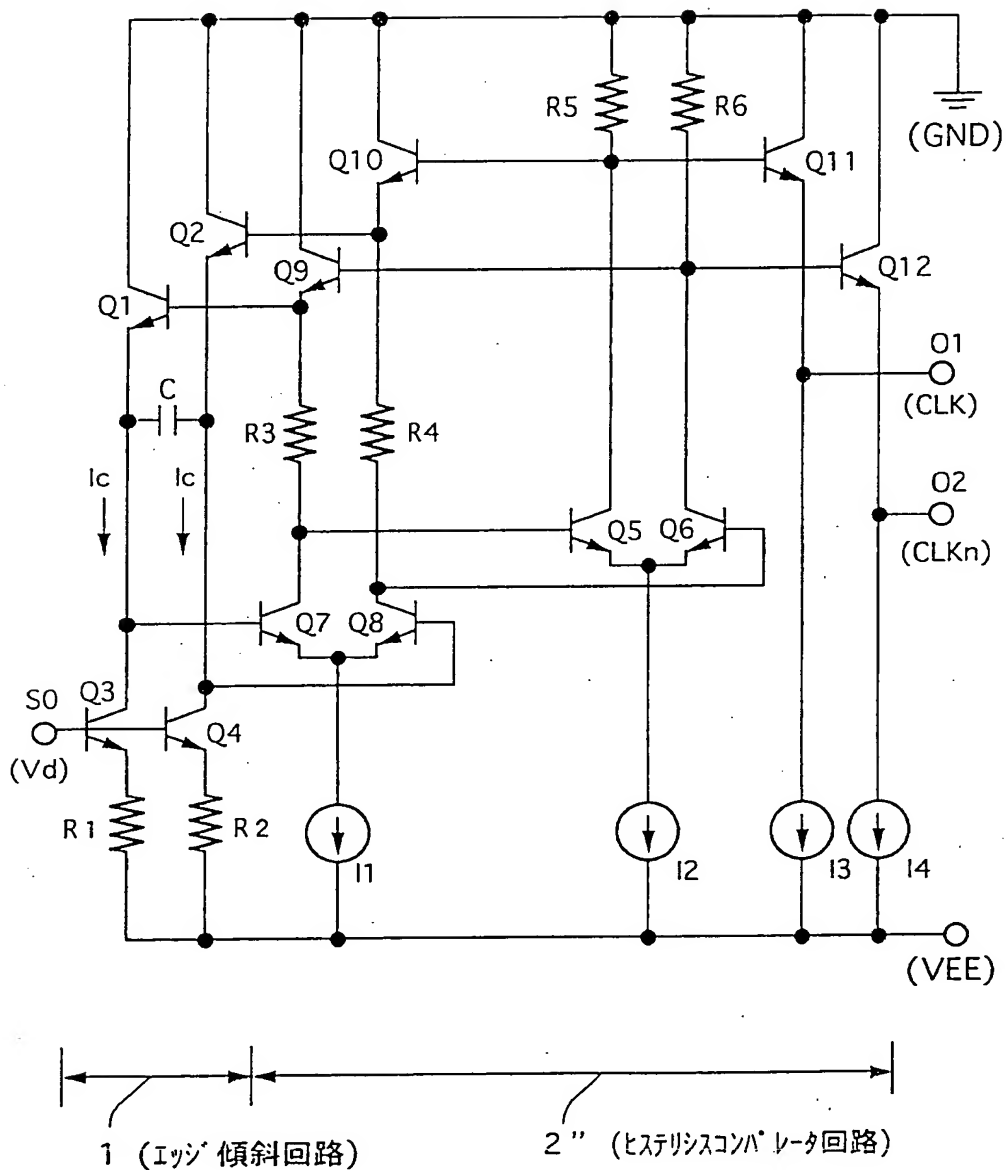 R5
R6
(GND)
Q10
Q11
Q2
Q9
Q12
Q1
O1
(CLK)
C
R3
R4
Ic
Ic
O2
(CLKn)
Q5
Q6
Q7
Q8
S0
Q3
Q4
(Vd)
R1
R2
I1
I2
I3
I4
(VEE)
1 (エッジ傾斜回路)
2" (ヒステリシスコンパレータ回路)